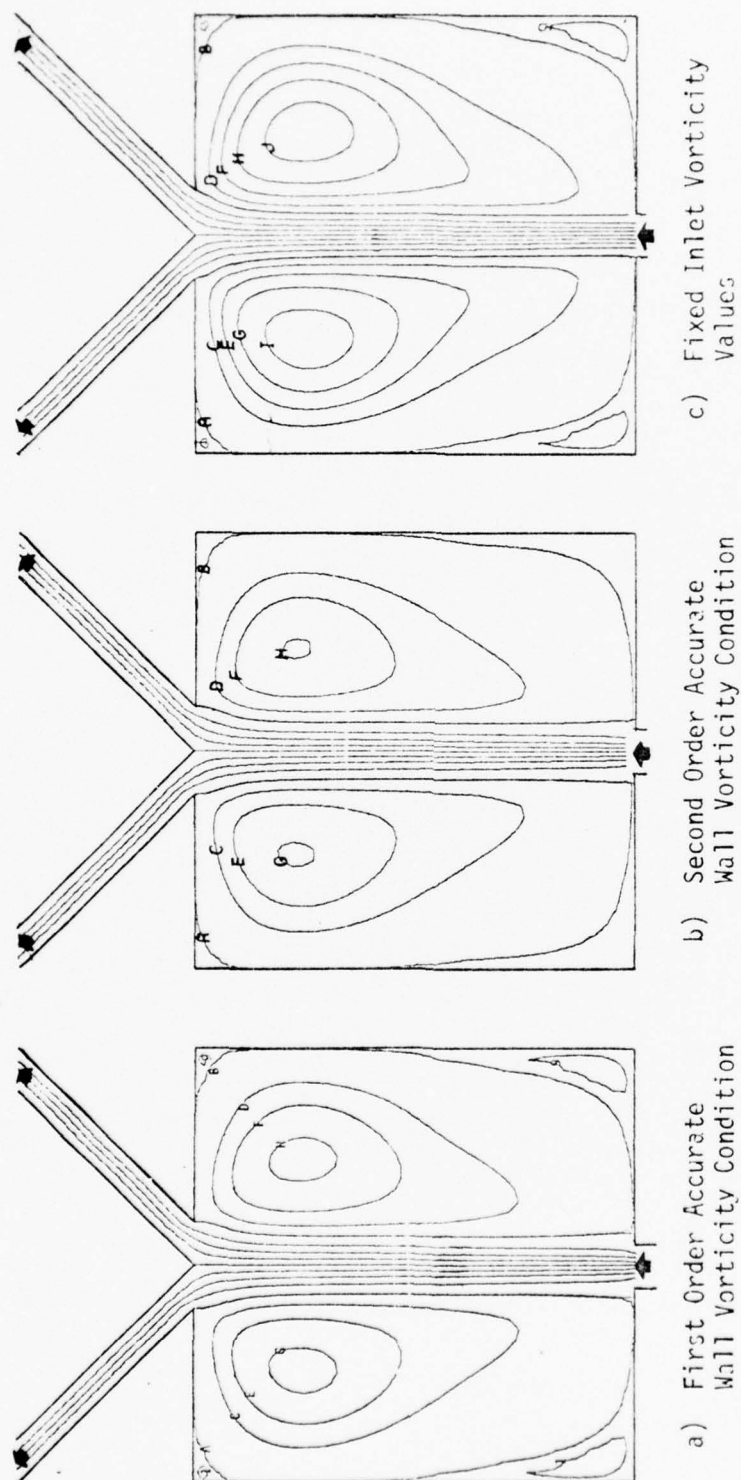 a) First Order Accurate
Wall Vorticity Condition
b) Second Order Accurate
Wall Vorticity Condition
c) Fixed Inlet Vorticity
Values
A
B
C
D
E
F
G
H
A
B
C
D
E
F
G
H
A
B
C
D
E
F
G
H
I
J